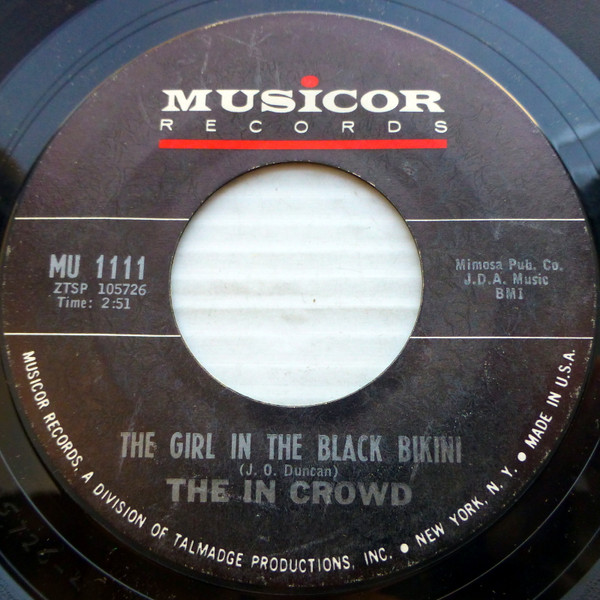 MUSICOR
RECORDS
MU 1111
ZTSP 105726
Time: 2:51
Mimosa Pub. Co.
J.D.A. Music
BMI
THE GIRL IN THE BLACK BIKINI
(J. O. Duncan)
THE IN CROWD
MUSICOR RECORDS, A DIVISION OF TALMADGE PRODUCTIONS, INC. ● NEW YORK, N. Y. ● MADE IN U.S.A.